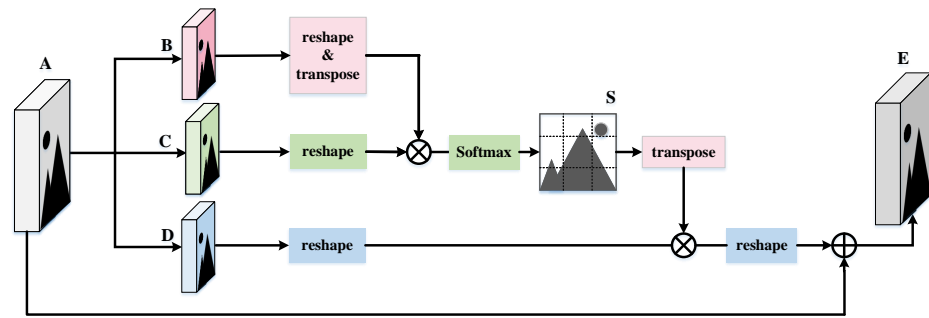 A
B
reshape
&
transpose
E
C
reshape
Softmax
S
transpose
D
reshape
reshape